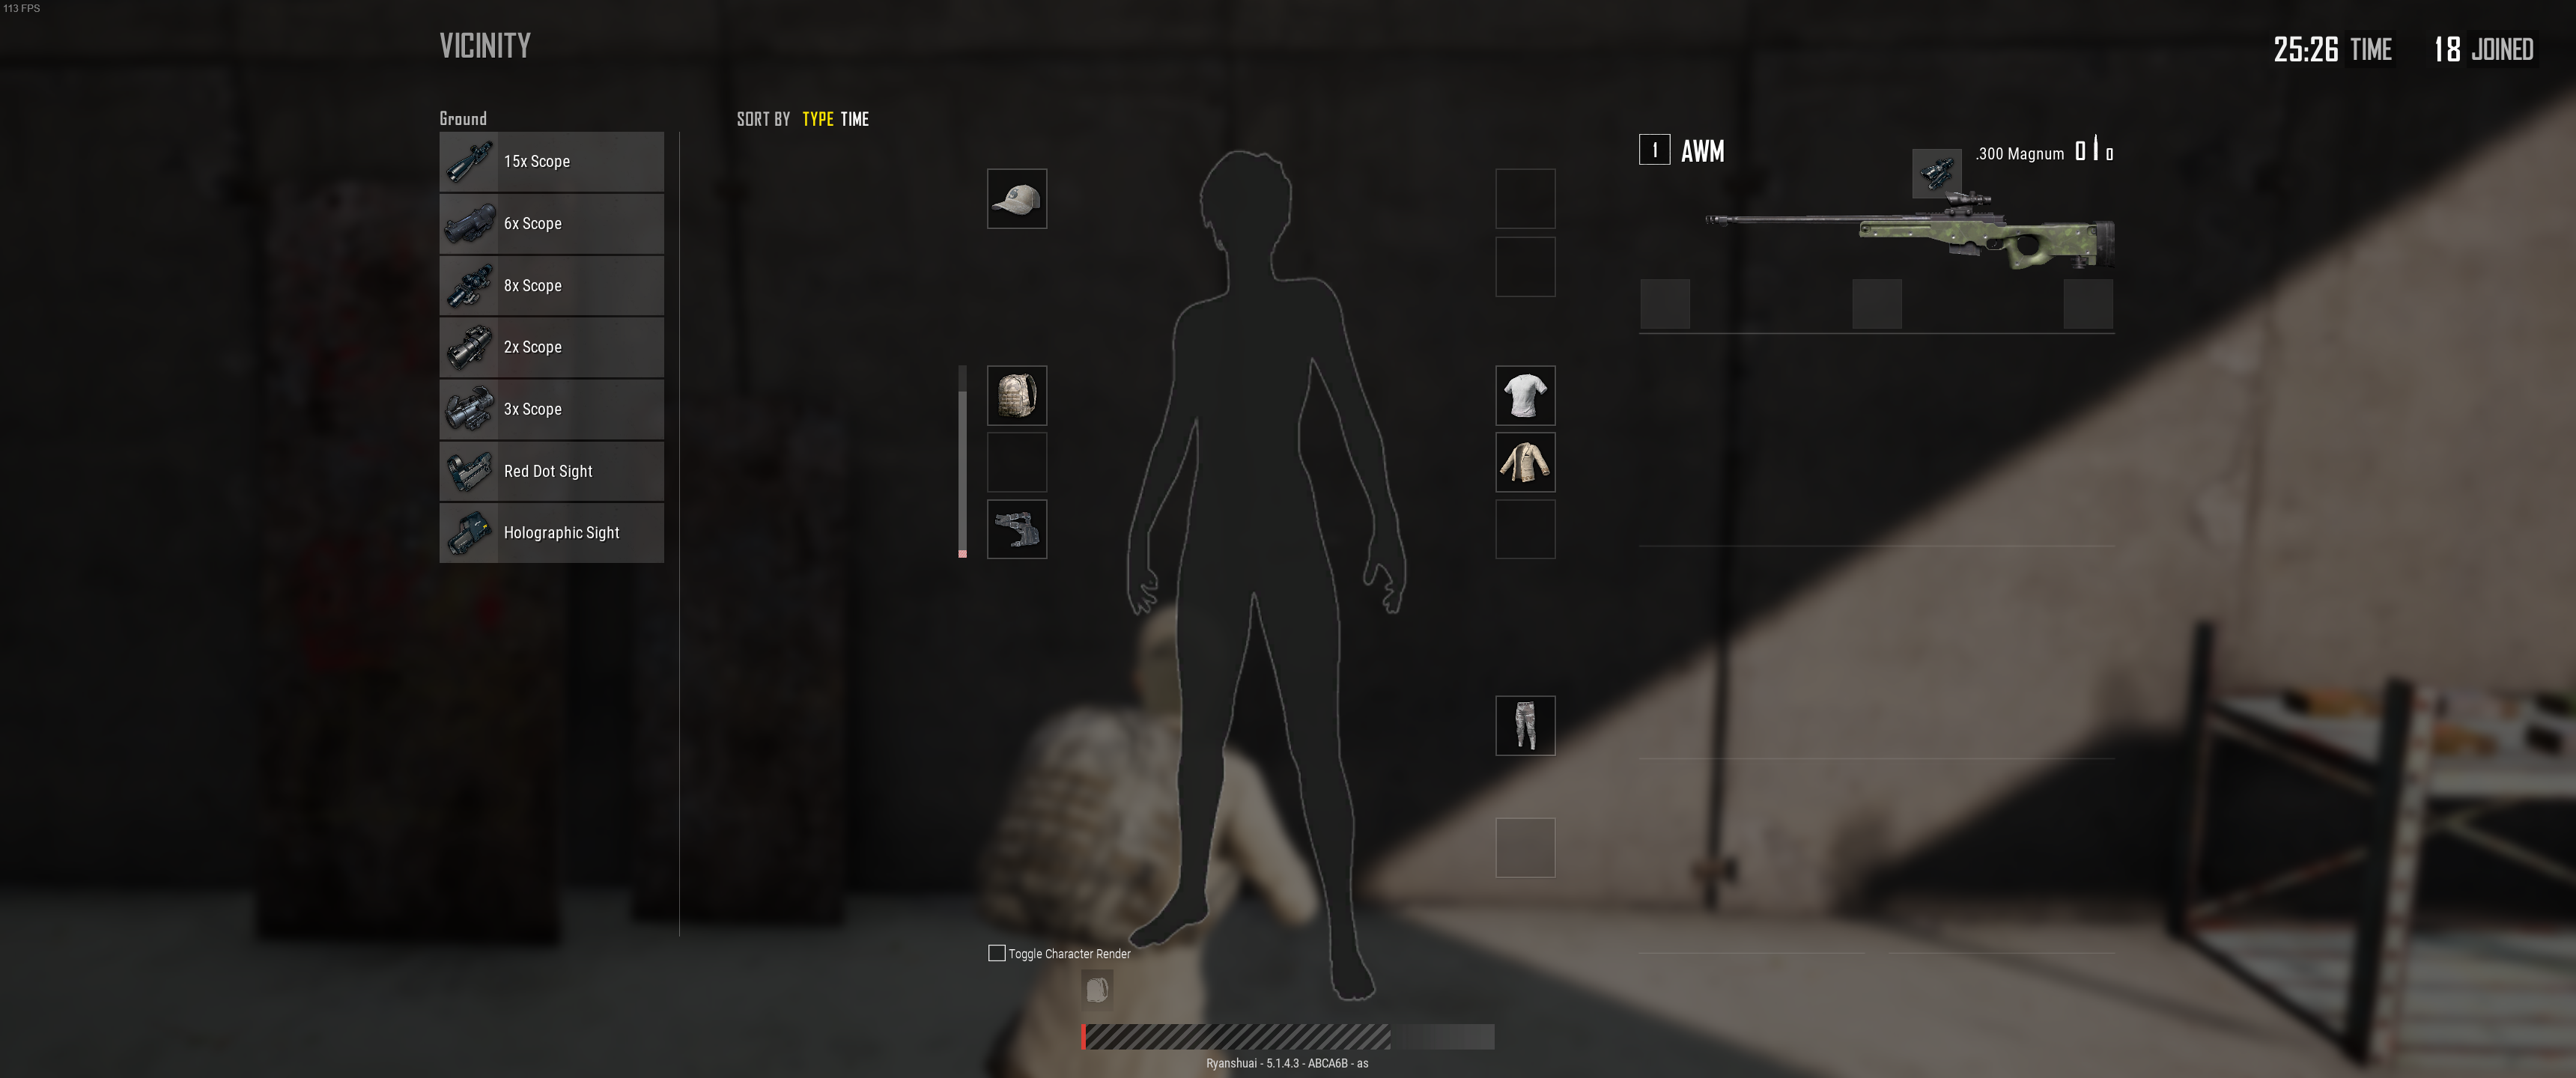 113 FPS
VICINITY
25:26 TIME 18 JOINED
Ground
SORT BY TYPE TIME
15x Scope
6x Scope
8x Scope
2x Scope
3x Scope
Red Dot Sight
Holographic Sight
1 AWM
.300 Magnum 0 0
Toggle Character Render
Ryanshuai - 5.1.4.3 - ABCA6B - as